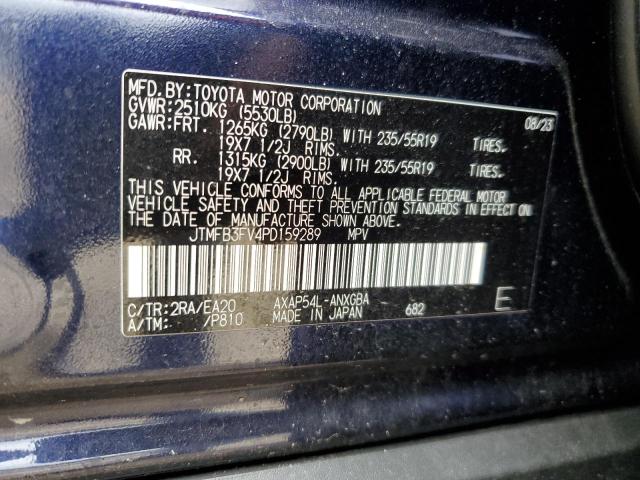 MFD.BY:TOYOTA MOTOR CORPORATION 08/23
GVWR:2510KG (5530LB)
GAWR:FRT. 1265KG (2790LB) WITH 235/55R19 TIRES.
19X7 1/2J RIMS.
RR. 1315KG (2900LB) WITH 235/55R19 TIRES.
19X7 1/2J RIMS.
THIS VEHICLE CONFORMS TO ALL APPLICABLE FEDERAL MOTOR
VEHICLE SAFETY AND THEFT PREVENTION STANDARDS IN EFFECT ON
THE DATE OF MANUFACTURE SHOWN ABOVE.
JTMFB3FV4PD159289 MPV
C/TR:2RA/EA20 AXAP54L-ANXGBA
A/TM: /P810 MADE IN JAPAN 682 E